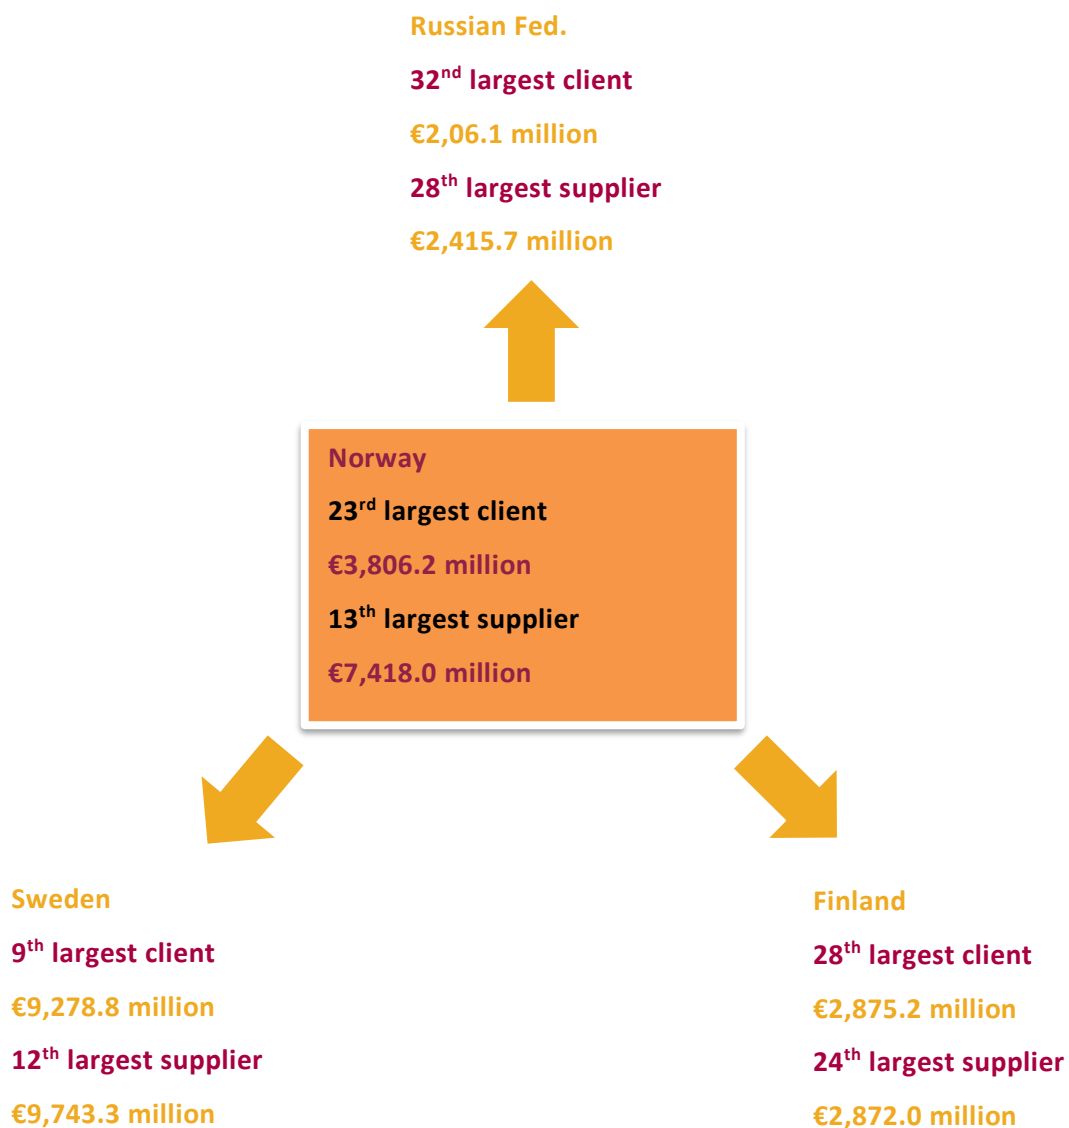 Russian Fed.
32nd largest client
€2,06.1 million
28th largest supplier
€2,415.7 million
Norway
23rd largest client
€3,806.2 million
13th largest supplier
€7,418.0 million
Sweden
9th largest client
€9,278.8 million
12th largest supplier
€9,743.3 million
Finland
28th largest client
€2,875.2 million
24th largest supplier
€2,872.0 million